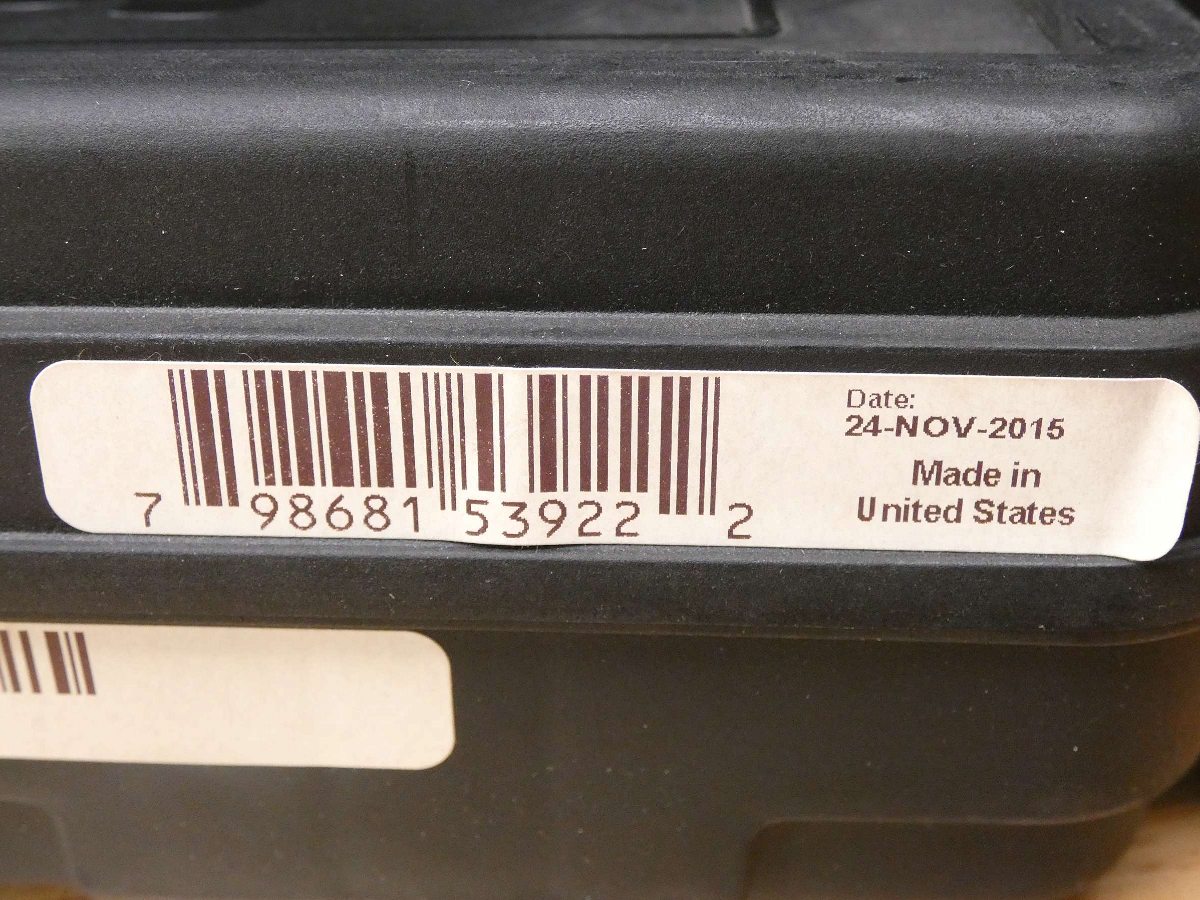 7 98681 53922 2
Date:
24-NOV-2015
Made in
United States